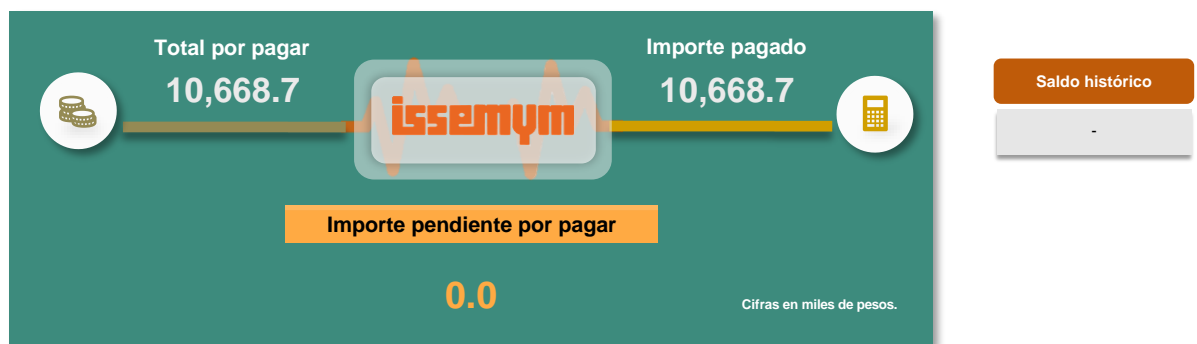 Total por pagar
10,668.7
issemym
Importe pagado
10,668.7
Importe pendiente por pagar
0.0
Cifras en miles de pesos.
Saldo histórico
-